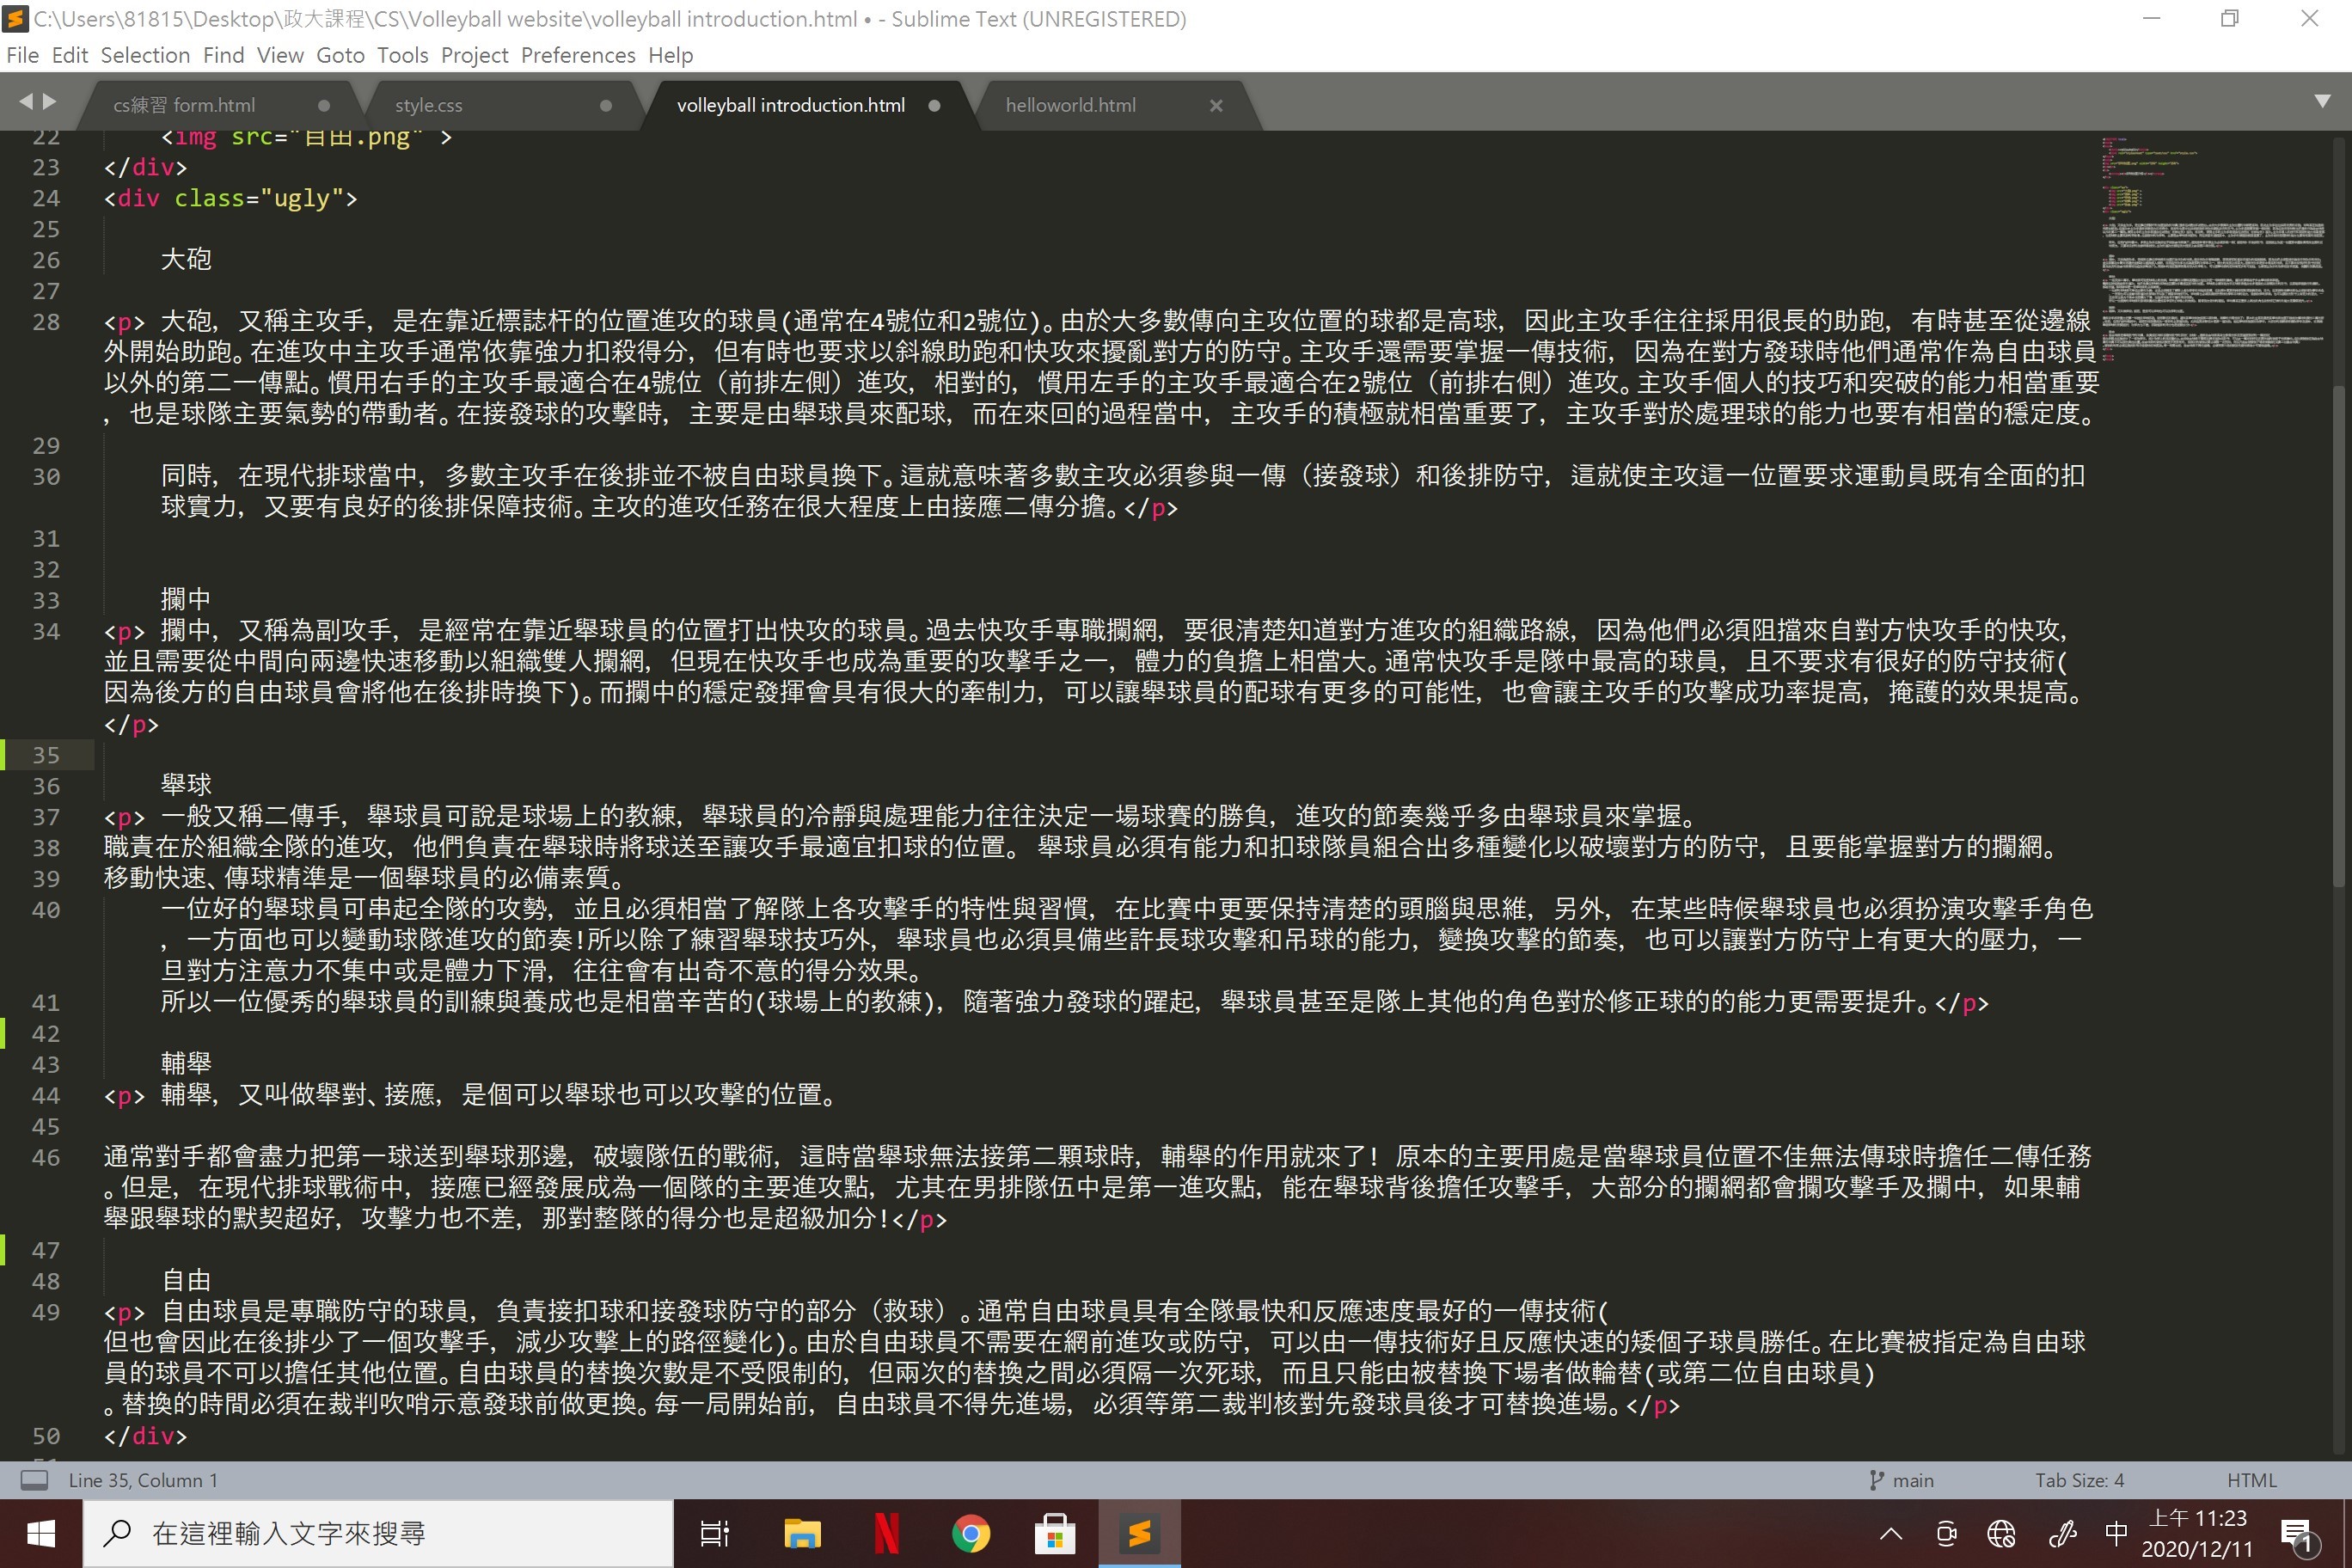 C:\Users\81815\Desktop\政大課程\CS\Volleyball website\volleyball introduction.html • - Sublime Text (UNREGISTERED)
File Edit Selection Find View Goto Tools Project Preferences Help
cs練習 form.html style.css volleyball introduction.html helloworld.html
22 <img src="自由.png" >
23 </div>
24 <div class="ugly">
25
26 大砲
27
28 <p> 大砲, 又稱主攻手, 是在靠近標誌杆的位置進攻的球員(通常在4號位和2號位)。由於大多數傳向主攻位置的球都是高球, 因此主攻手往往採用很長的助跑, 有時甚至從邊線
外開始助跑。在進攻中主攻手通常依靠強力扣殺得分, 但有時也要求以斜線助跑和快攻來擾亂對方的防守。主攻手還需要掌握一傳技術, 因為在對方發球時他們通常作為自由球員
以外的第二一傳點。慣用右手的主攻手最適合在4號位（前排左側）進攻, 相對的, 慣用左手的主攻手最適合在2號位（前排右側）進攻。主攻手個人的技巧和突破的能力相當重要
, 也是球隊主要氣勢的帶動者。在接發球的攻擊時, 主要是由舉球員來配球, 而在來回的過程當中, 主攻手的積極就相當重要了, 主攻手對於處理球的能力也要有相當的穩定度。
29
30 同時, 在現代排球當中, 多數主攻手在後排並不被自由球員換下。這就意味著多數主攻必須參與一傳（接發球）和後排防守, 這就使主攻這一位置要求運動員既有全面的扣
球實力, 又要有良好的後排保障技術。主攻的進攻任務在很大程度上由接應二傳分擔。</p>
31
32
33 攔中
34 <p> 攔中, 又稱為副攻手, 是經常在靠近舉球員的位置打出快攻的球員。過去快攻手專職攔網, 要很清楚知道對方進攻的組織路線, 因為他們必須阻擋來自對方快攻手的快攻,
並且需要從中間向兩邊快速移動以組織雙人攔網, 但現在快攻手也成為重要的攻擊手之一, 體力的負擔上相當大。通常快攻手是隊中最高的球員, 且不要求有很好的防守技術(
因為後方的自由球員會將他在後排時換下)。而攔中的穩定發揮會具有很大的牽制力, 可以讓舉球員的配球有更多的可能性, 也會讓主攻手的攻擊成功率提高, 掩護的效果提高。
</p>
35
36 舉球
37 <p> 一般又稱二傳手, 舉球員可說是球場上的教練, 舉球員的冷靜與處理能力往往決定一場球賽的勝負, 進攻的節奏幾乎多由舉球員來掌握。
38 職責在於組織全隊的進攻, 他們負責在舉球時將球送至讓攻手最適宜扣球的位置。 舉球員必須有能力和扣球隊員組合出多種變化以破壞對方的防守, 且要能掌握對方的攔網。
39 移動快速、傳球精準是一個舉球員的必備素質。
40 一位好的舉球員可串起全隊的攻勢, 並且必須相當了解隊上各攻擊手的特性與習慣, 在比賽中更要保持清楚的頭腦與思維, 另外, 在某些時候舉球員也必須扮演攻擊手角色
, 一方面也可以變動球隊進攻的節奏!所以除了練習舉球技巧外, 舉球員也必須具備些許長球攻擊和吊球的能力, 變換攻擊的節奏, 也可以讓對方防守上有更大的壓力, 一
旦對方注意力不集中或是體力下滑, 往往會有出奇不意的得分效果。
41 所以一位優秀的舉球員的訓練與養成也是相當辛苦的(球場上的教練), 隨著強力發球的躍起, 舉球員甚至是隊上其他的角色對於修正球的的能力更需要提升。</p>
42
43 輔舉
44 <p> 輔舉, 又叫做舉對、接應, 是個可以舉球也可以攻擊的位置。
45
46 通常對手都會盡力把第一球送到舉球那邊, 破壞隊伍的戰術, 這時當舉球無法接第二顆球時, 輔舉的作用就來了! 原本的主要用處是當舉球員位置不佳無法傳球時擔任二傳任務
。但是, 在現代排球戰術中, 接應已經發展成為一個隊的主要進攻點, 尤其在男排隊伍中是第一進攻點, 能在舉球背後擔任攻擊手, 大部分的攔網都會攔攻擊手及攔中, 如果輔
舉跟舉球的默契超好, 攻擊力也不差, 那對整隊的得分也是超級加分!</p>
47
48 自由
49 <p> 自由球員是專職防守的球員, 負責接扣球和接發球防守的部分（救球）。通常自由球員具有全隊最快和反應速度最好的一傳技術(
但也會因此在後排少了一個攻擊手, 減少攻擊上的路徑變化)。由於自由球員不需要在網前進攻或防守, 可以由一傳技術好且反應快速的矮個子球員勝任。在比賽被指定為自由球
員的球員不可以擔任其他位置。自由球員的替換次數是不受限制的, 但兩次的替換之間必須隔一次死球, 而且只能由被替換下場者做輪替(或第二位自由球員)
。替換的時間必須在裁判吹哨示意發球前做更換。每一局開始前, 自由球員不得先進場, 必須等第二裁判核對先發球員後才可替換進場。</p>
50 </div>
Line 35, Column 1 main Tab Size: 4 HTML
在這裡輸入文字來搜尋
中
上午 11:23
2020/12/11
1